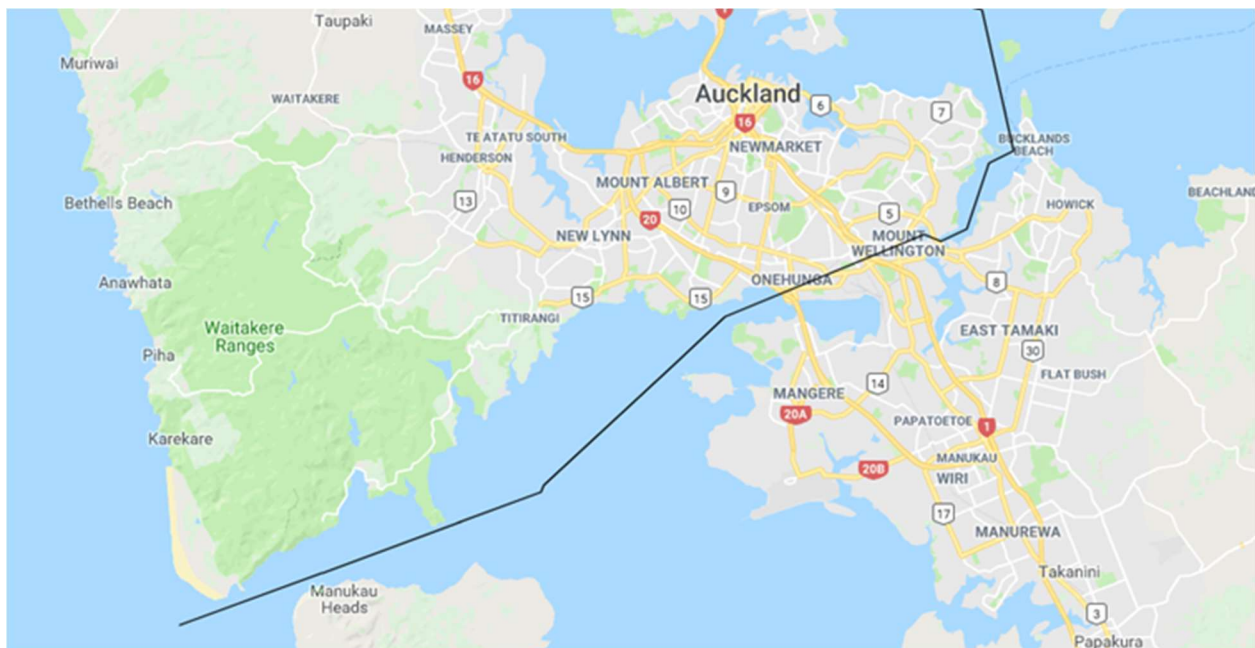 Taupaki
MASSEY
1
Muriwai
16
WAITAKERE
Auckland
6
7
16
TE ATATU SOUTH
BUCKLANDS
BEACH
HENDERSON
NEWMARKET
MOUNT ALBERT
9
BEACHLAND
Bethells Beach
13
20
10
EPSOM
5
HOWICK
NEW LYNN
MOUNT
WELLINGTON
Anawhata
ONEHUNGA
8
15
15
TITIRANGI
Waitakere
Ranges
EAST TAMAKI
Piha
30
FLAT BUSH
14
MANGERE
20A
PAPATOETOE
1
Karekare
MANUKAU
20B
WIRI
17
MANUREWA
Takanini
Manukau
Heads
3
Papakura